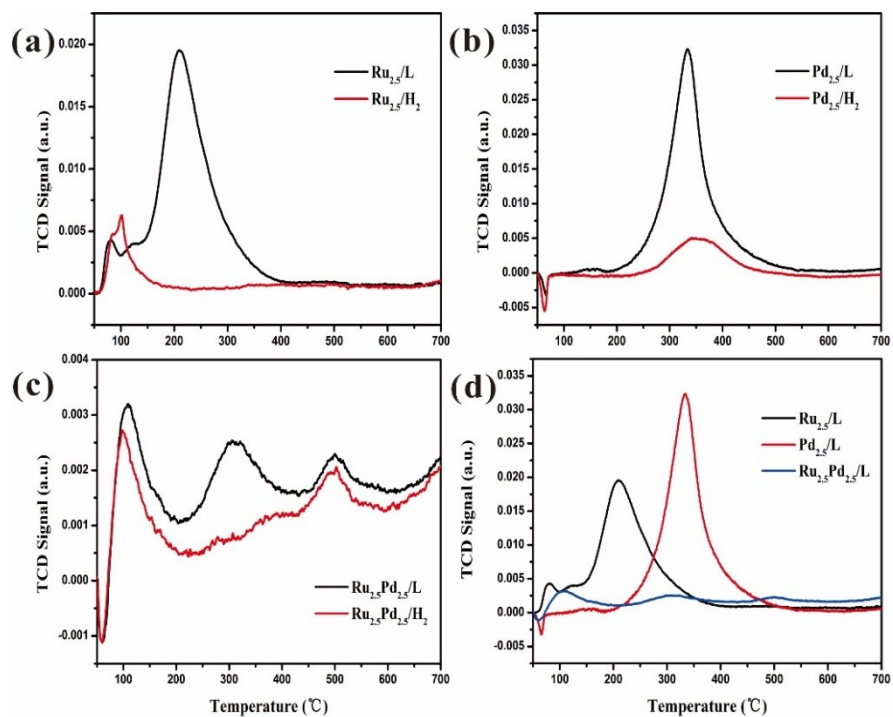 (a)
Ru2.5/L
Ru2.5/H2
TCD Signal (a.u.)
0.020
0.015
0.010
0.005
0.000
100 200 300 400 500 600 700
(b)
Pd2.5/L
Pd2.5/H2
TCD Signal (a.u.)
0.035
0.030
0.025
0.020
0.015
0.010
0.005
0.000
-0.005
100 200 300 400 500 600 700
(c)
Ru2.5Pd2.5/L
Ru2.5Pd2.5/H2
TCD Signal (a.u.)
0.004
0.003
0.002
0.001
0.000
-0.001
100 200 300 400 500 600 700
Temperature (℃)
(d)
Ru2.5/L
Pd2.5/L
Ru2.5Pd2.5/L
TCD Signal (a.u.)
0.035
0.030
0.025
0.020
0.015
0.010
0.005
0.000
-0.005
100 200 300 400 500 600 700
Temperature (℃)